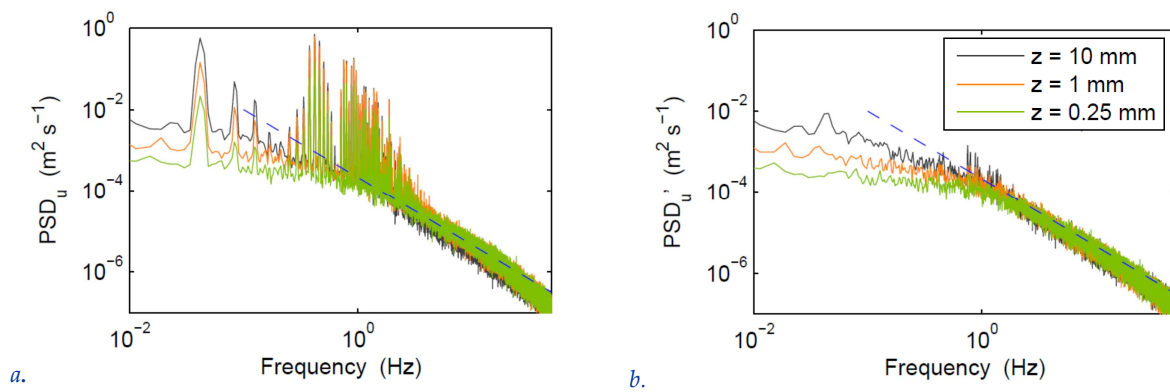 10^0
10^-2
10^-4
10^-6
PSD_u (m^2 s^-1)
10^-2
10^0
Frequency (Hz)
a.
10^0
10^-2
10^-4
10^-6
PSD_u' (m^2 s^-1)
z = 10 mm
z = 1 mm
z = 0.25 mm
10^-2
10^0
Frequency (Hz)
b.